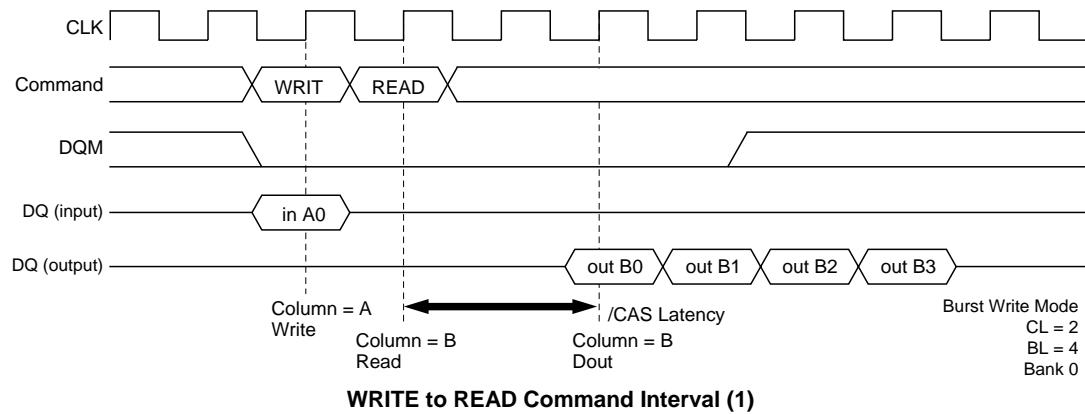 CLK
Command
WRIT
READ
DQM
DQ (input)
in A0
DQ (output)
out B0
out B1
out B2
out B3
Column = A
Write
/CAS Latency
Column = B
Read
Column = B
Dout
Burst Write Mode
CL = 2
BL = 4
Bank 0
WRITE to READ Command Interval (1)